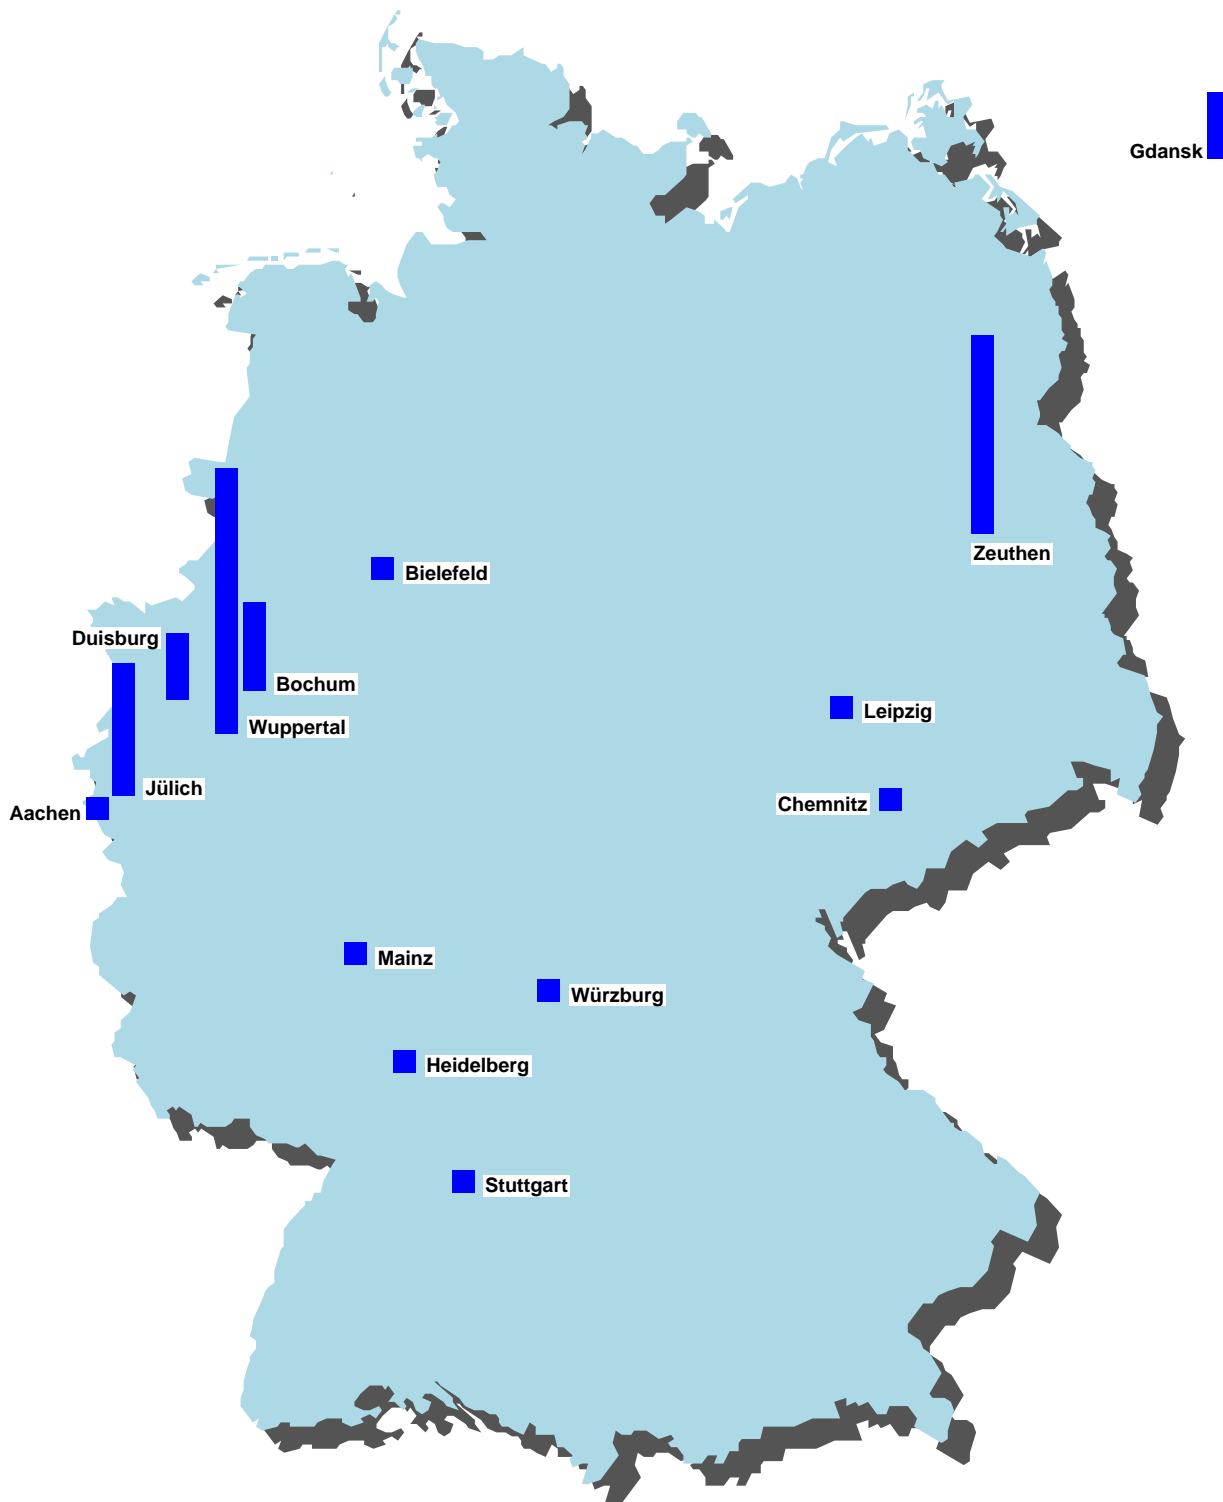 Gdansk
Zeuthen
Bielefeld
Duisburg
Bochum
Leipzig
Wuppertal
Jülich
Chemnitz
Aachen
Mainz
Würzburg
Heidelberg
Stuttgart